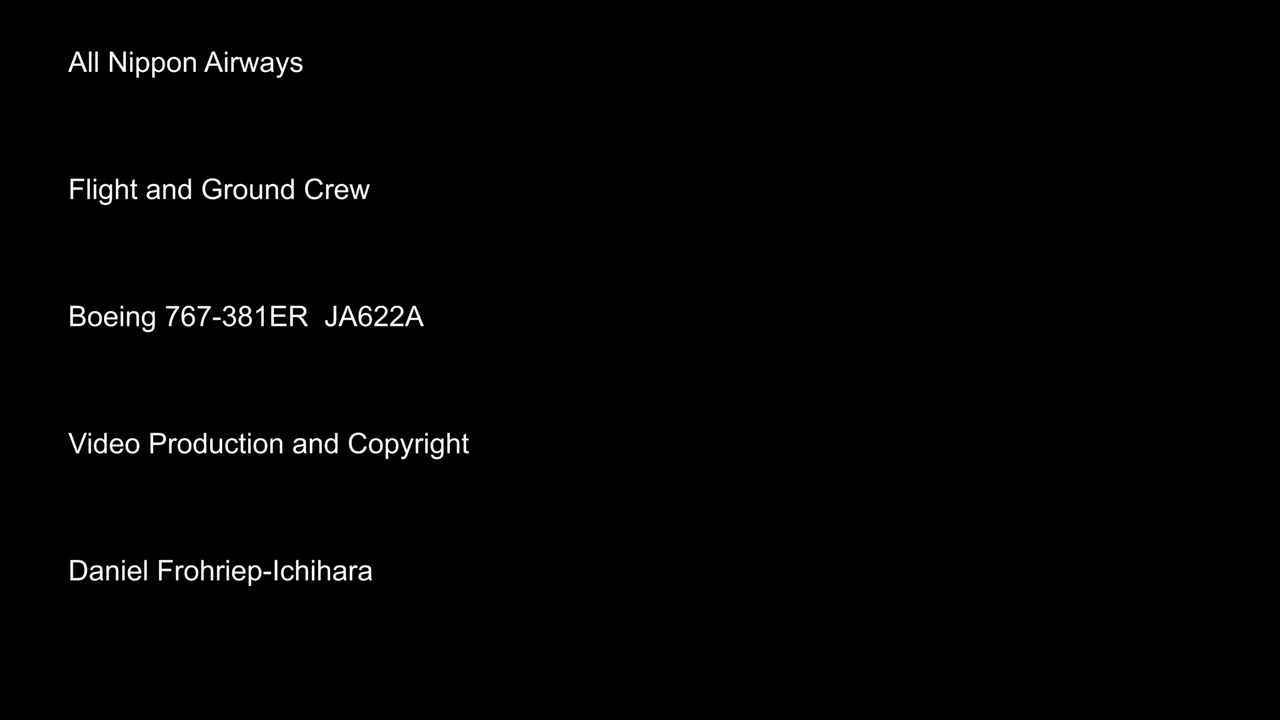 All Nippon Airways
Flight and Ground Crew
Boeing 767-381ER  JA622A
Video Production and Copyright
Daniel Frohriep-Ichihara